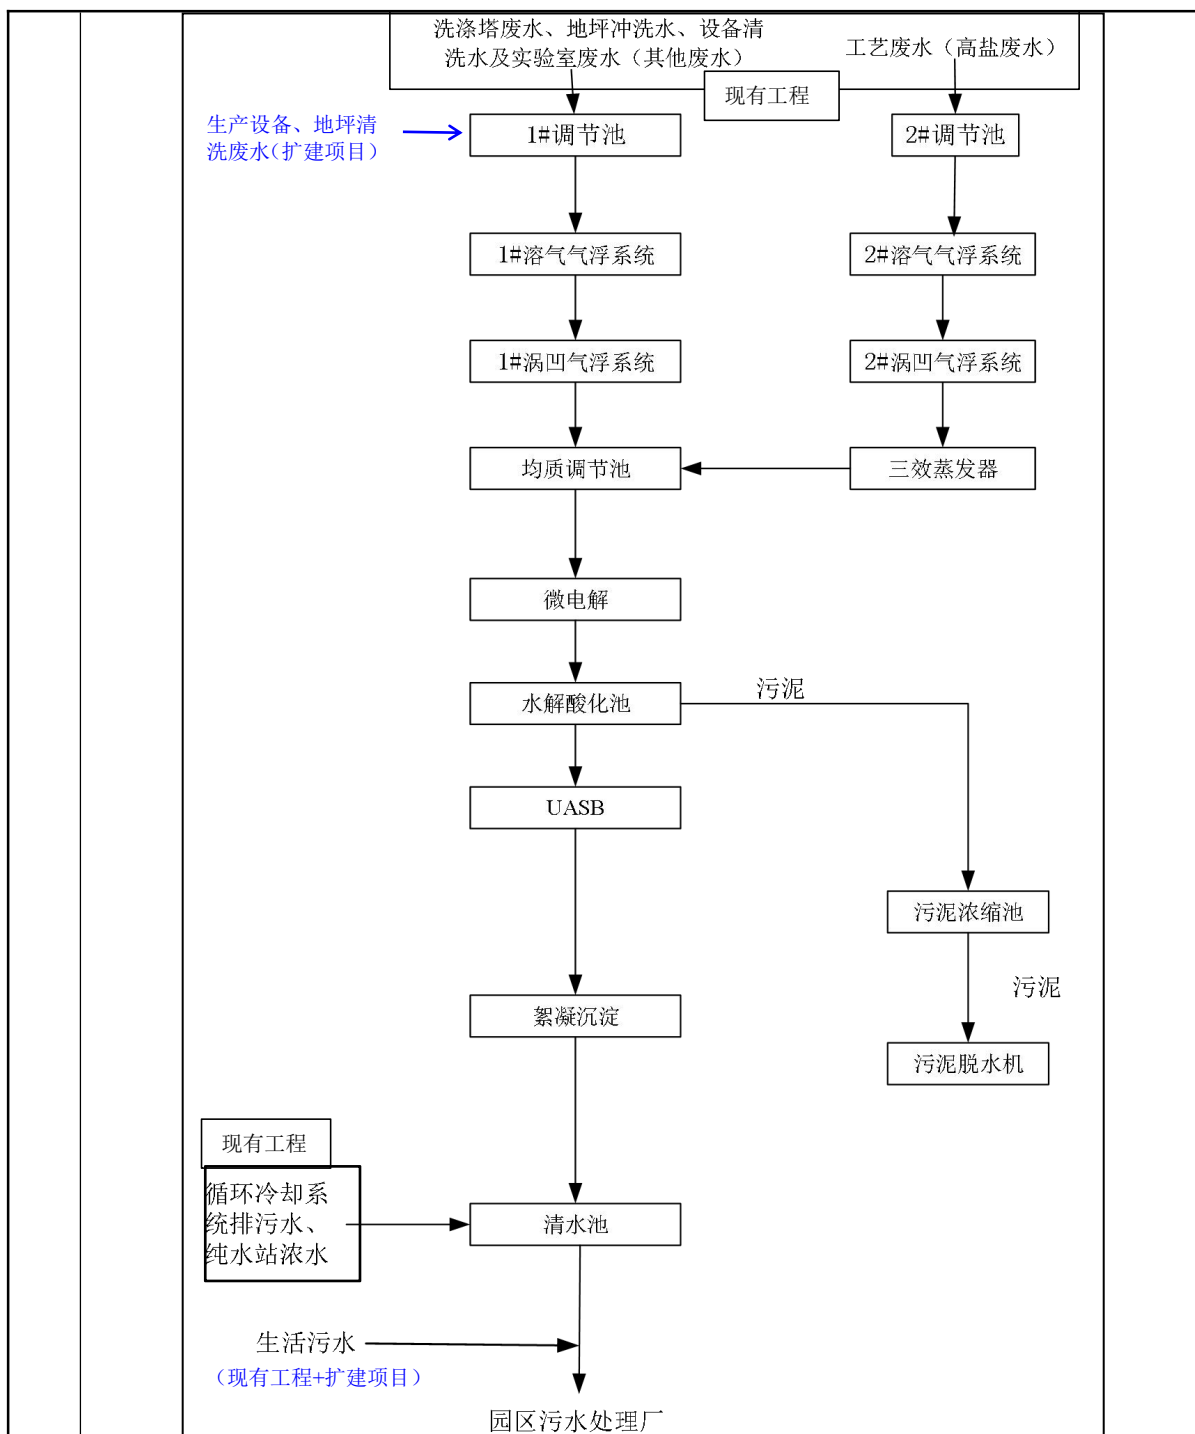 洗涤塔废水、地坪冲洗水、设备清
洗水及实验室废水（其他废水）
工艺废水（高盐废水）
现有工程
生产设备、地坪清
洗废水(扩建项目)
1#调节池
2#调节池
1#溶气气浮系统
2#溶气气浮系统
1#涡凹气浮系统
2#涡凹气浮系统
均质调节池
三效蒸发器
微电解
水解酸化池
污泥
UASB
污泥浓缩池
污泥
絮凝沉淀
污泥脱水机
现有工程
循环冷却系
统排污水、
纯水站浓水
清水池
生活污水
（现有工程+扩建项目）
园区污水处理厂